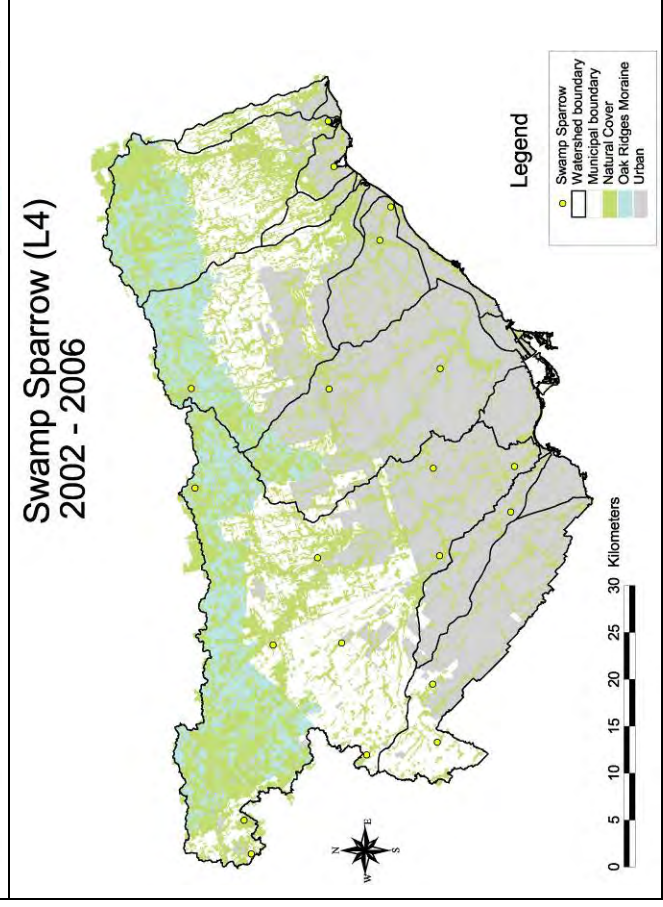 Swamp Sparrow (L4)
2002 - 2006
Legend
Swamp Sparrow
Watershed boundary
Municipal boundary
Natural Cover
Oak Ridges Moraine
Urban
N
W E
S
0 5 10 15 20 25 30 Kilometers